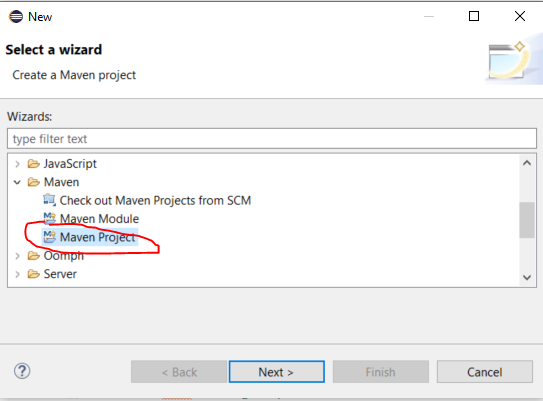 New
Select a wizard
Create a Maven project
Wizards:
type filter text
JavaScript
Maven
Check out Maven Projects from SCM
Maven Module
Maven Project
Oomph
Server
? < Back Next > Finish Cancel